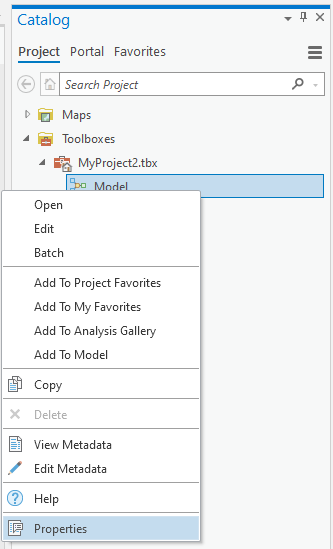 Catalog
Project Portal Favorites
Search Project
Maps
Toolboxes
MyProject2.tbx
Model
Open
Edit
Batch
Add To Project Favorites
Add To My Favorites
Add To Analysis Gallery
Add To Model
Copy
Delete
View Metadata
Edit Metadata
Help
Properties